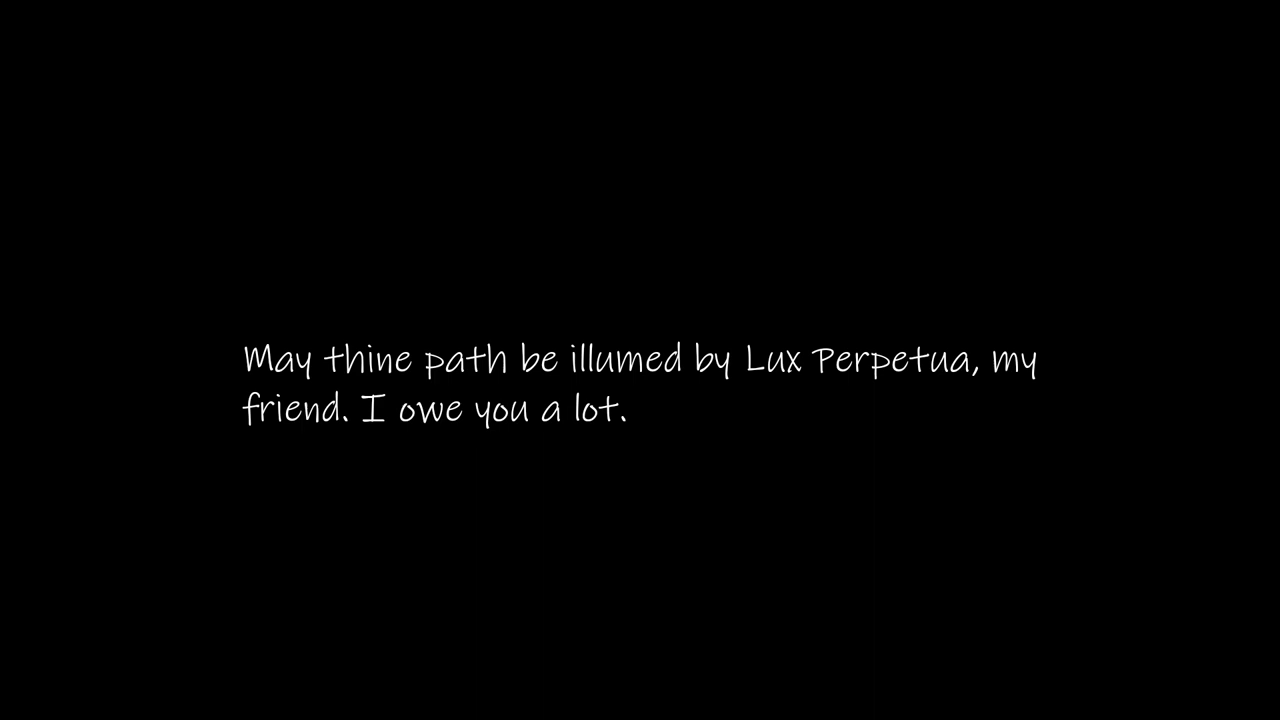 May thine path be illumed by Lux Perpetua, my
friend. I owe you a lot.